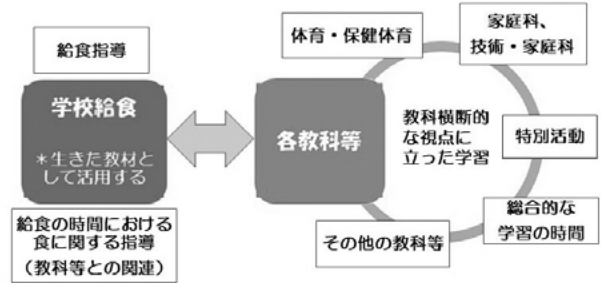 給食指導
学校給食
＊生きた教材と
して活用する
給食の時間における
食に関する指導
（教科等との関連）
各教科等
体育・保健体育
家庭科、
技術・家庭科
教科横断的
な視点に
立った学習
特別活動
総合的な
学習の時間
その他の教科等